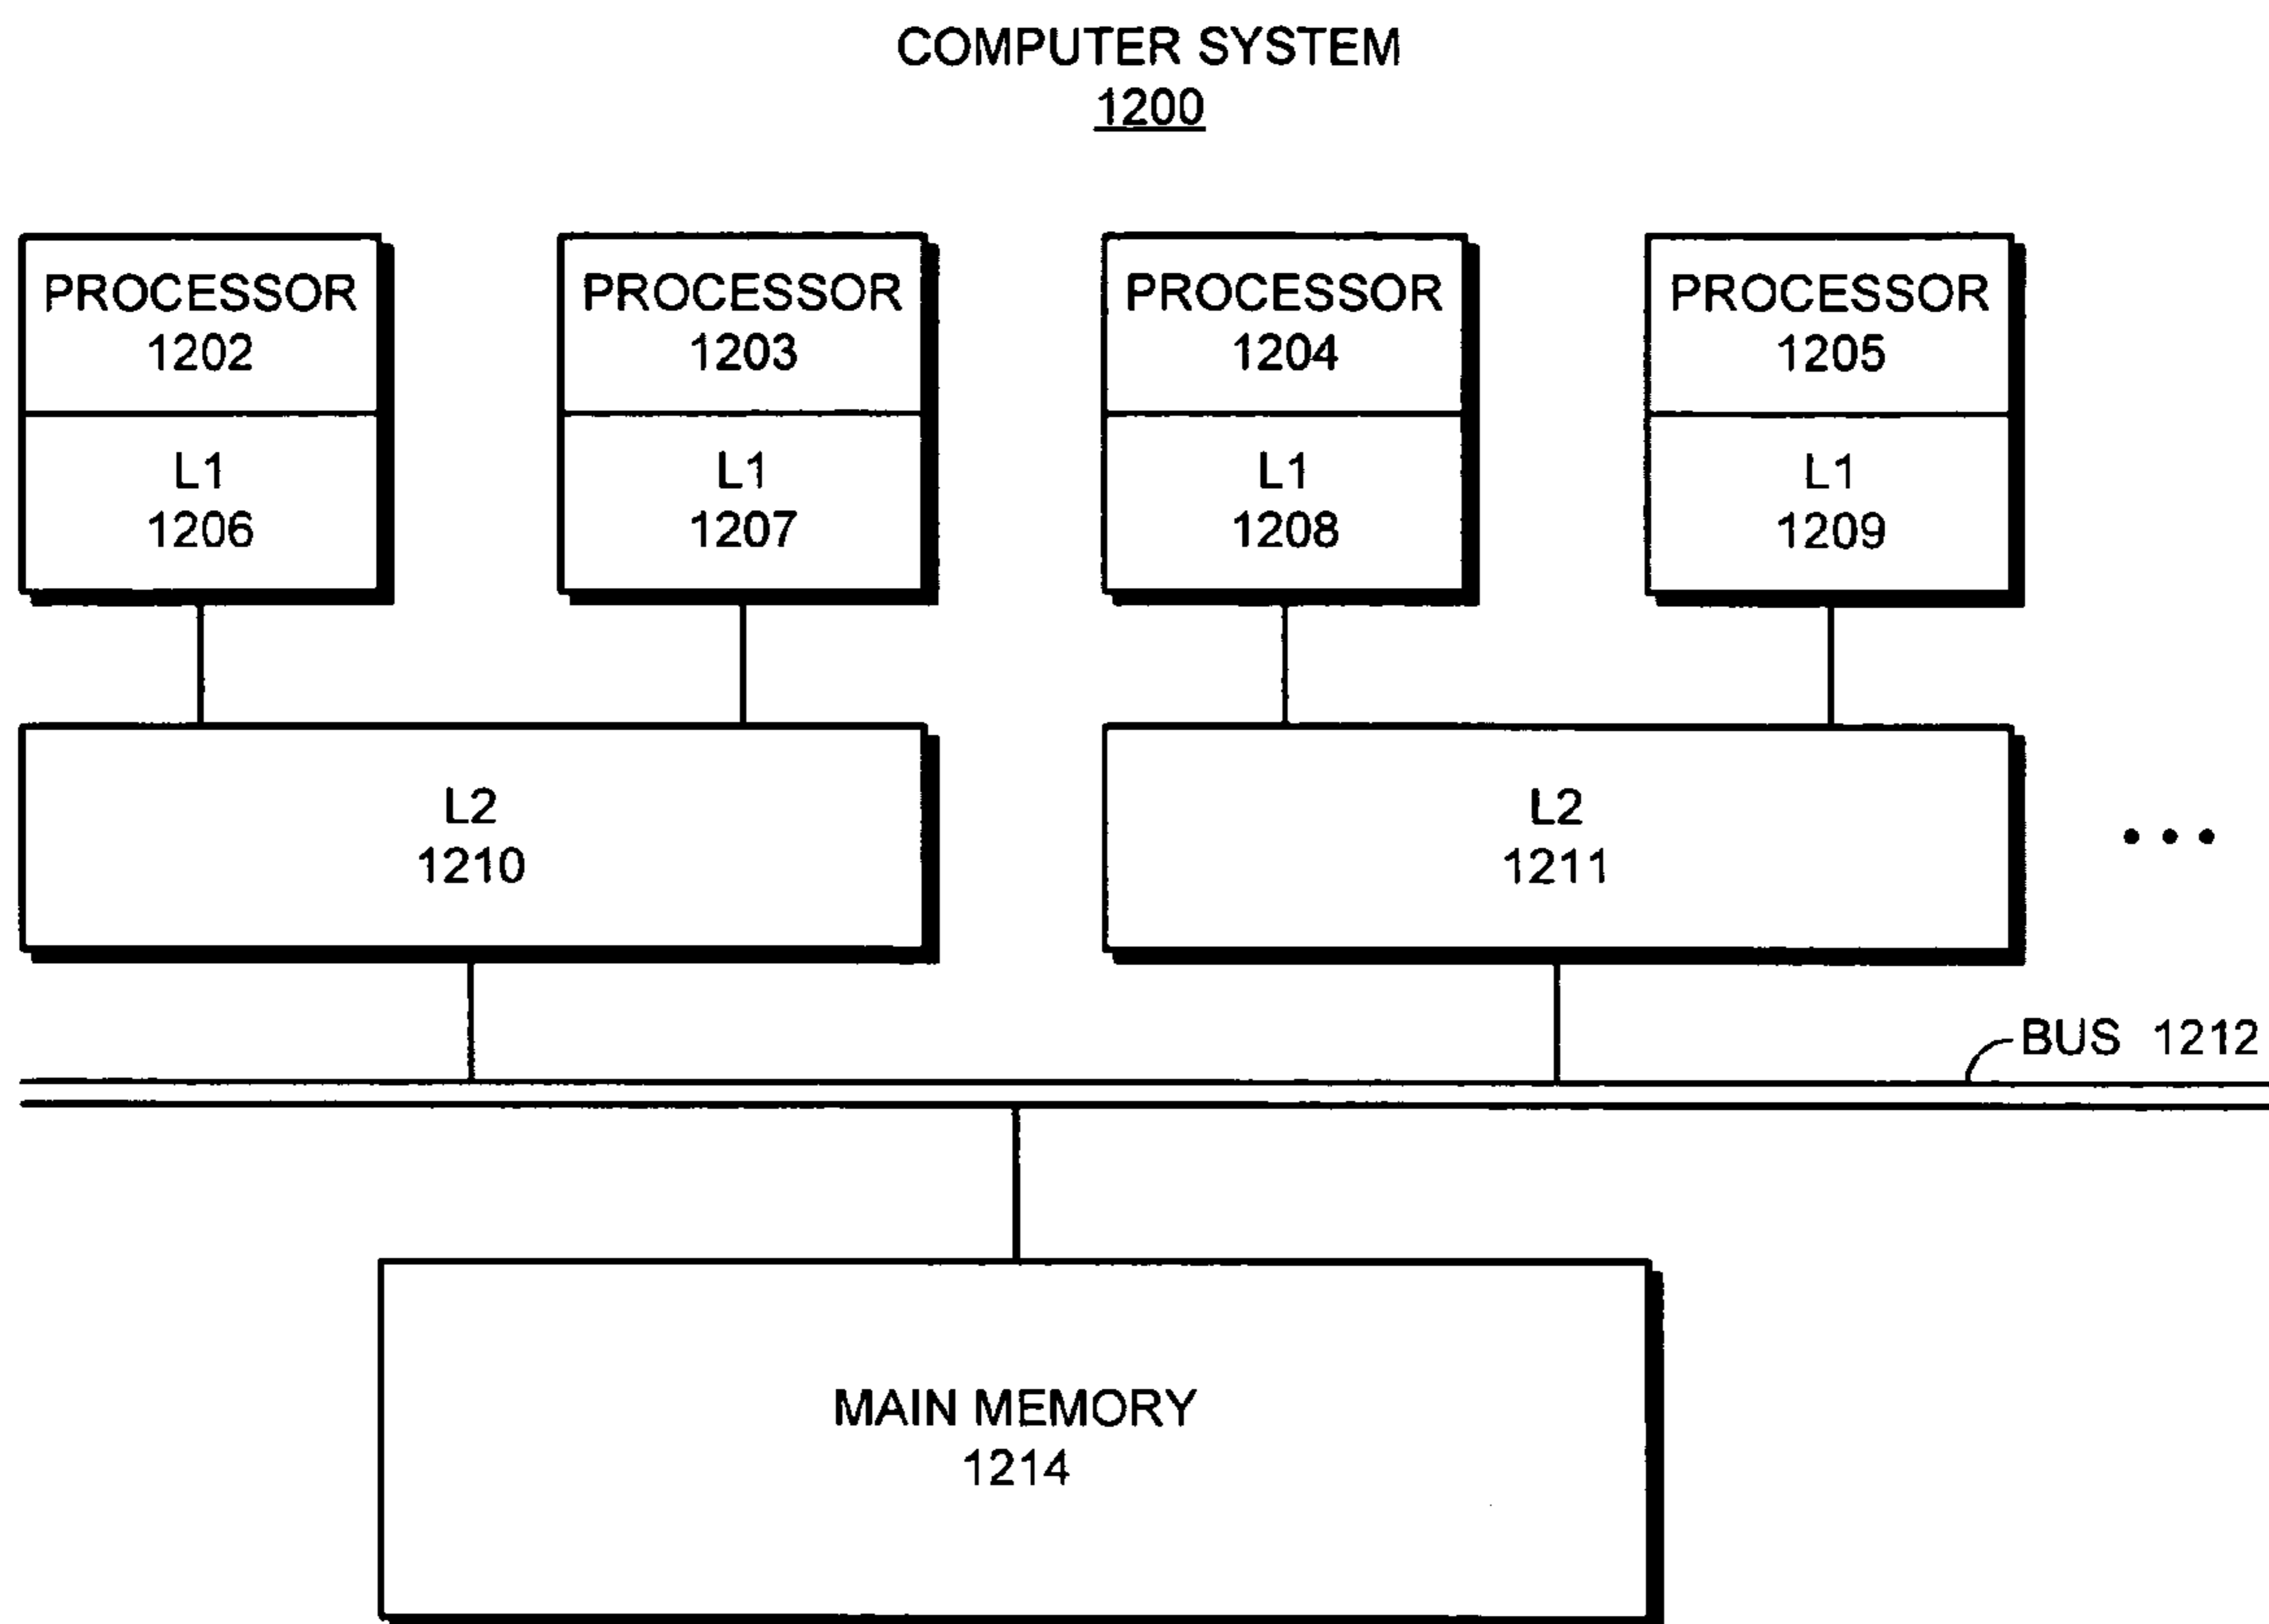 COMPUTER SYSTEM
1200
PROCESSOR
1202
PROCESSOR
1203
PROCESSOR
1204
PROCESSOR
1205
L1
1206
L1
1207
L1
1208
L1
1209
L2
1210
L2
1211
BUS 1212
MAIN MEMORY
1214